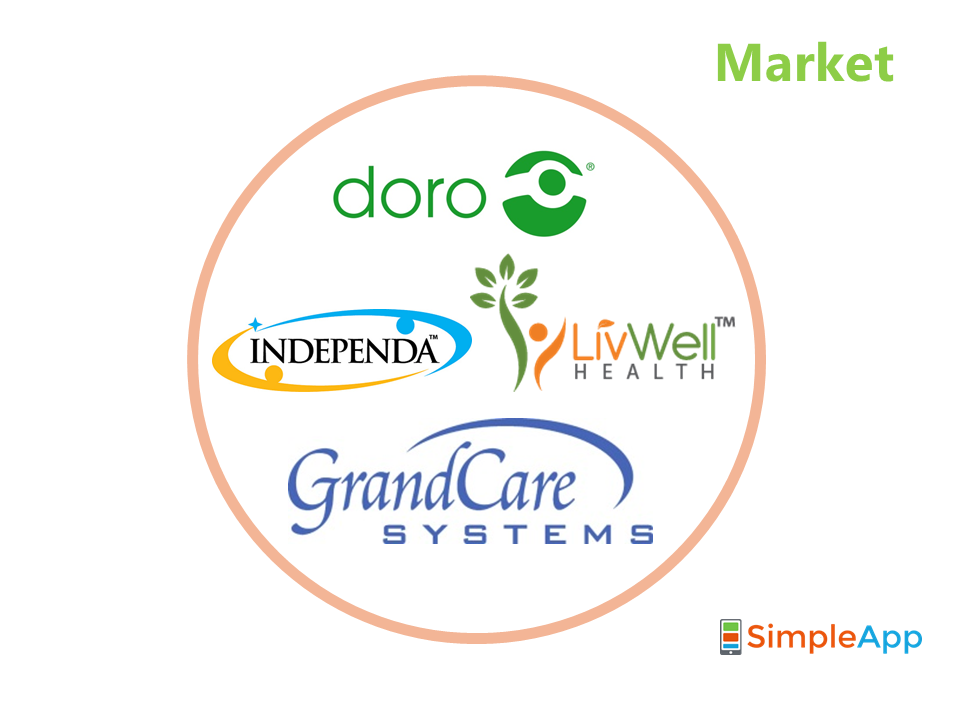 Market
doro ®
INDEPENDA™
LivWell™
HEALTH
GrandCare
SYSTEMS
SimpleApp